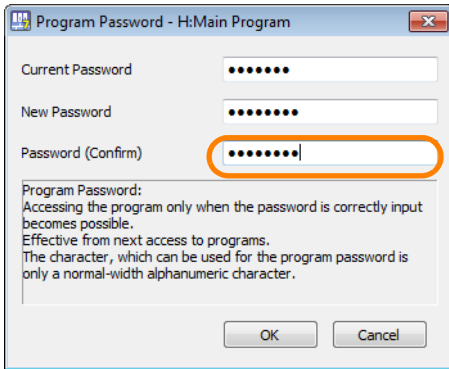 Program Password - H:Main Program
Current Password
•••••••
New Password
••••••••
Password (Confirm)
••••••••
Program Password:
Accessing the program only when the password is correctly input
becomes possible.
Effective from next access to programs.
The character, which can be used for the program password is
only a normal-width alphanumeric character.
OK
Cancel